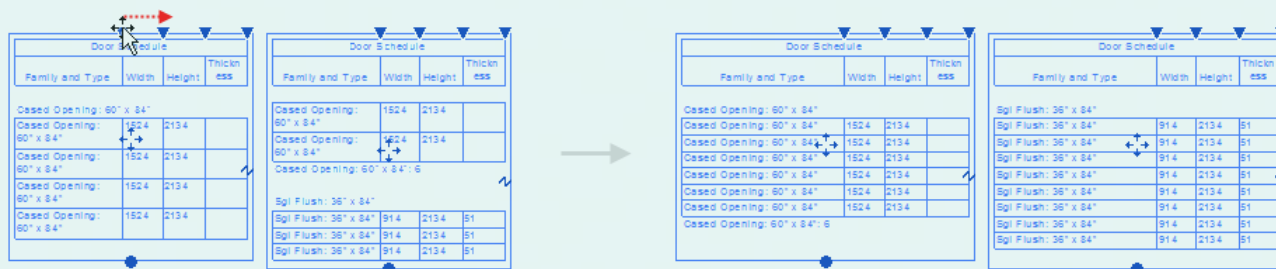 Door Schedule
Thickn
Family and Type Width Height ess
Cased Opening: 60" x 84"
Cased Opening: 1524 2134
60" x 84"
Cased Opening: 1524 2134
60" x 84"
Cased Opening: 1524 2134
60" x 84"
Cased Opening: 1524 2134
60" x 84"
Door Schedule
Thickn
Family and Type Width Height ess
Cased Opening: 1524 2134
60" x 84"
Cased Opening: 1524 2134
60" x 84"
Cased Opening: 60" x 84": 6
Sgl Flush: 36" x 84"
Sgl Flush: 36" x 84" 914 2134 51
Sgl Flush: 36" x 84" 914 2134 51
Sgl Flush: 36" x 84" 914 2134 51
Door Schedule
Thickn
Family and Type Width Height ess
Cased Opening: 60" x 84"
Cased Opening: 60" x 84" 1524 2134
Cased Opening: 60" x 84" 1524 2134
Cased Opening: 60" x 84" 1524 2134
Cased Opening: 60" x 84" 1524 2134
Cased Opening: 60" x 84" 1524 2134
Cased Opening: 60" x 84" 1524 2134
Cased Opening: 60" x 84": 6
Door Schedule
Thickn
Family and Type Width Height ess
Sgl Flush: 36" x 84"
Sgl Flush: 36" x 84" 914 2134 51
Sgl Flush: 36" x 84" 914 2134 51
Sgl Flush: 36" x 84" 914 2134 51
Sgl Flush: 36" x 84" 914 2134 51
Sgl Flush: 36" x 84" 914 2134 51
Sgl Flush: 36" x 84" 914 2134 51
Sgl Flush: 36" x 84" 914 2134 51
Sgl Flush: 36" x 84" 914 2134 51